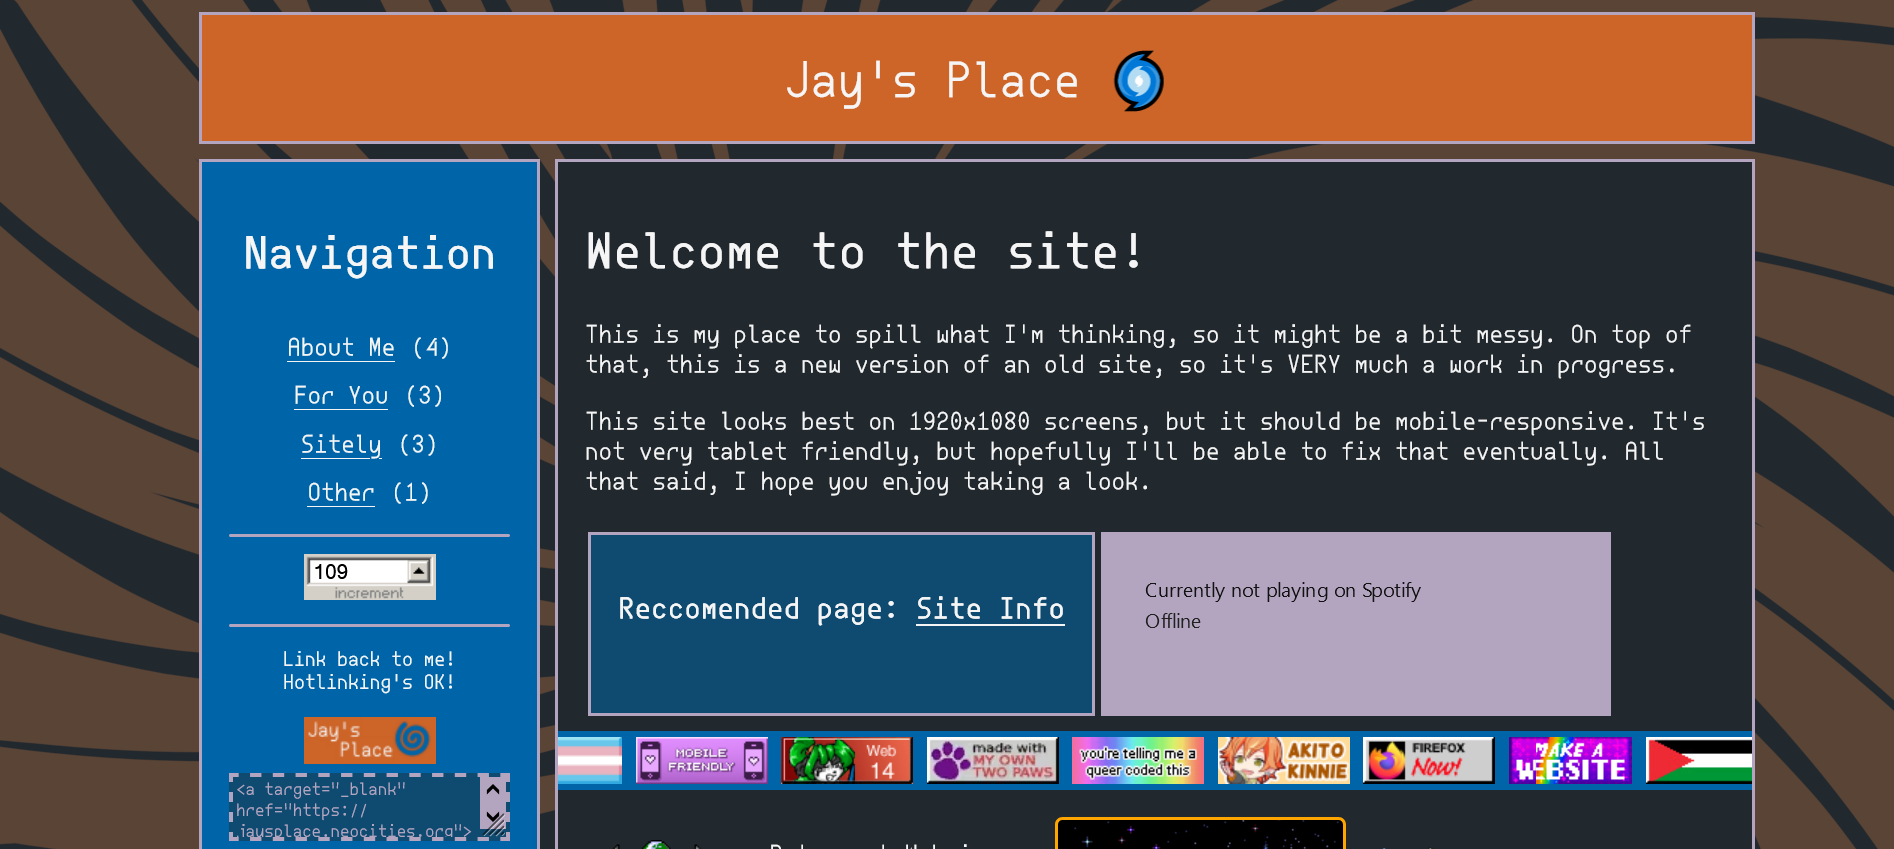 Jay's Place
Navigation
About Me (4)
For You (3)
Sitely (3)
Other (1)
109
increment
Link back to me!
Hotlinking's OK!
Jay's
Place
<a target="_blank"
href="https://
jaysplace.neocities.org">
Welcome to the site!
This is my place to spill what I'm thinking, so it might be a bit messy. On top of
that, this is a new version of an old site, so it's VERY much a work in progress.
This site looks best on 1920x1080 screens, but it should be mobile-responsive. It's
not very tablet friendly, but hopefully I'll be able to fix that eventually. All
that said, I hope you enjoy taking a look.
Reccomended page: Site Info
Currently not playing on Spotify
Offline
MOBILE
FRIENDLY
Web
14
made with
MY OWN
TWO PAWS
you're telling me a
queer coded this
AKITO
KINNIE
FIREFOX
Now!
MAKE A
WEBSITE